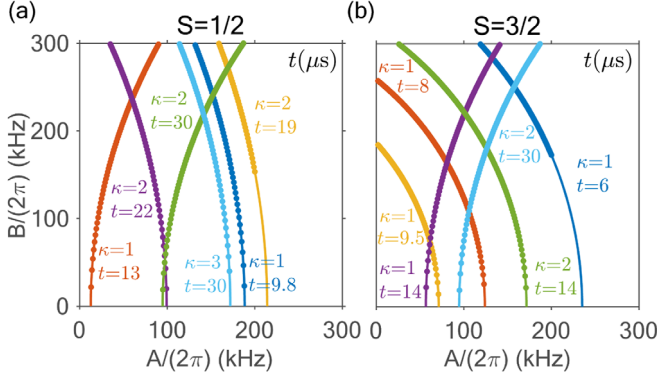 (a)
S=1/2
300
200
100
0
B/(2π) (kHz)
t(μs)
κ=2
t=30
κ=2
t=19
κ=2
t=22
κ=1
t=13
κ=3
t=30
κ=1
t=9.8
0
100
200
300
A/(2π) (kHz)
(b)
S=3/2
t(μs)
κ=1
t=8
κ=2
t=30
κ=1
t=6
κ=1
t=9.5
κ=1
t=14
κ=2
t=14
0
100
200
300
A/(2π) (kHz)